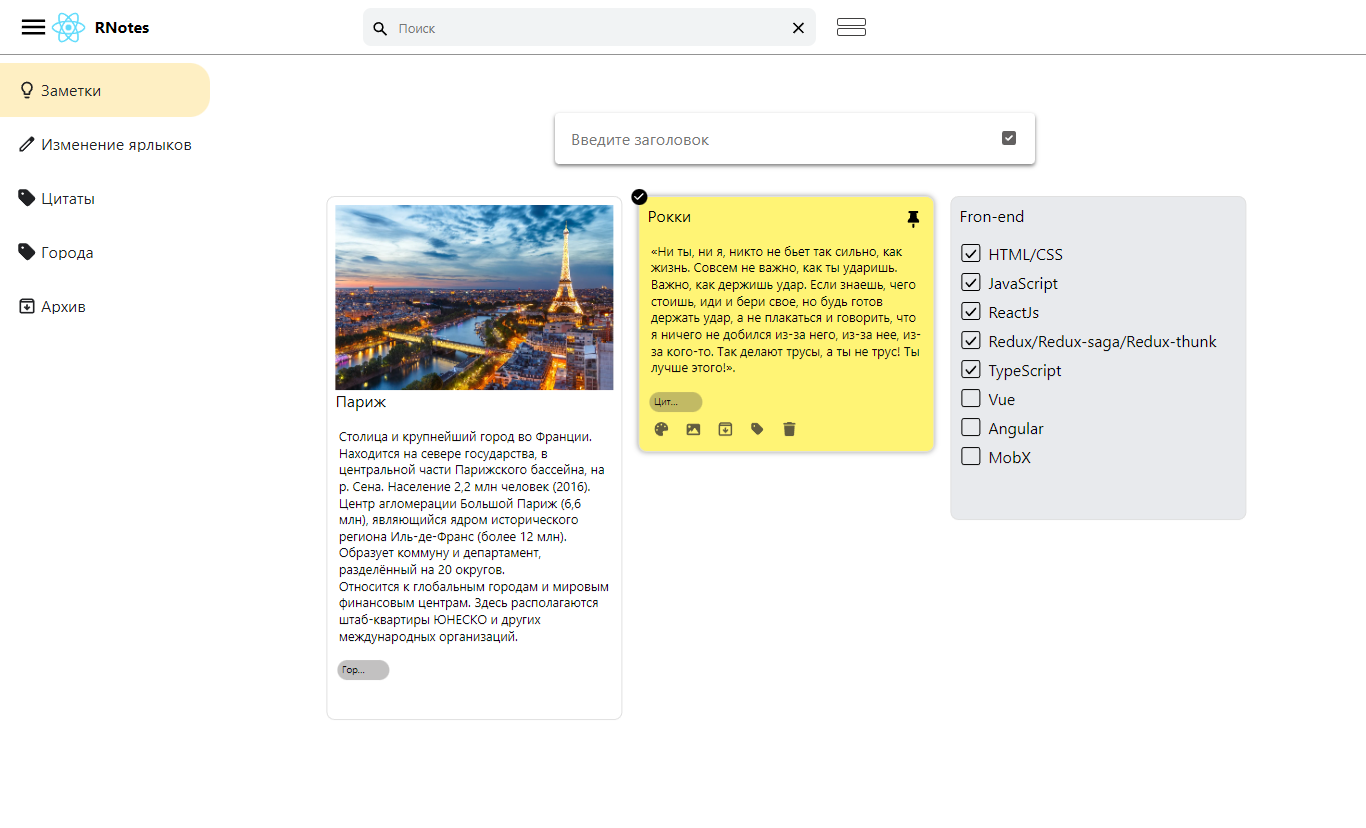 RNotes
Поиск
Заметки
Изменение ярлыков
Цитаты
Города
Архив
Введите заголовок
Париж
Столица и крупнейший город во Франции.
Находится на севере государства, в
центральной части Парижского бассейна, на
р. Сена. Население 2,2 млн человек (2016).
Центр агломерации Большой Париж (6,6
млн), являющийся ядром исторического
региона Иль-де-Франс (более 12 млн).
Образует коммуну и департамент,
разделённый на 20 округов.
Относится к глобальным городам и мировым
финансовым центрам. Здесь располагаются
штаб-квартиры ЮНЕСКО и других
международных организаций.
Гор...
Рокки
«Ни ты, ни я, никто не бьет так сильно, как
жизнь. Совсем не важно, как ты ударишь.
Важно, как держишь удар. Если знаешь, чего
стоишь, иди и бери свое, но будь готов
держать удар, а не плакаться и говорить, что
я ничего не добился из-за него, из-за нее, из-
за кого-то. Так делают трусы, а ты не трус! Ты
лучше этого!».
Цит...
Fron-end
HTML/CSS
JavaScript
ReactJs
Redux/Redux-saga/Redux-thunk
TypeScript
Vue
Angular
MobX